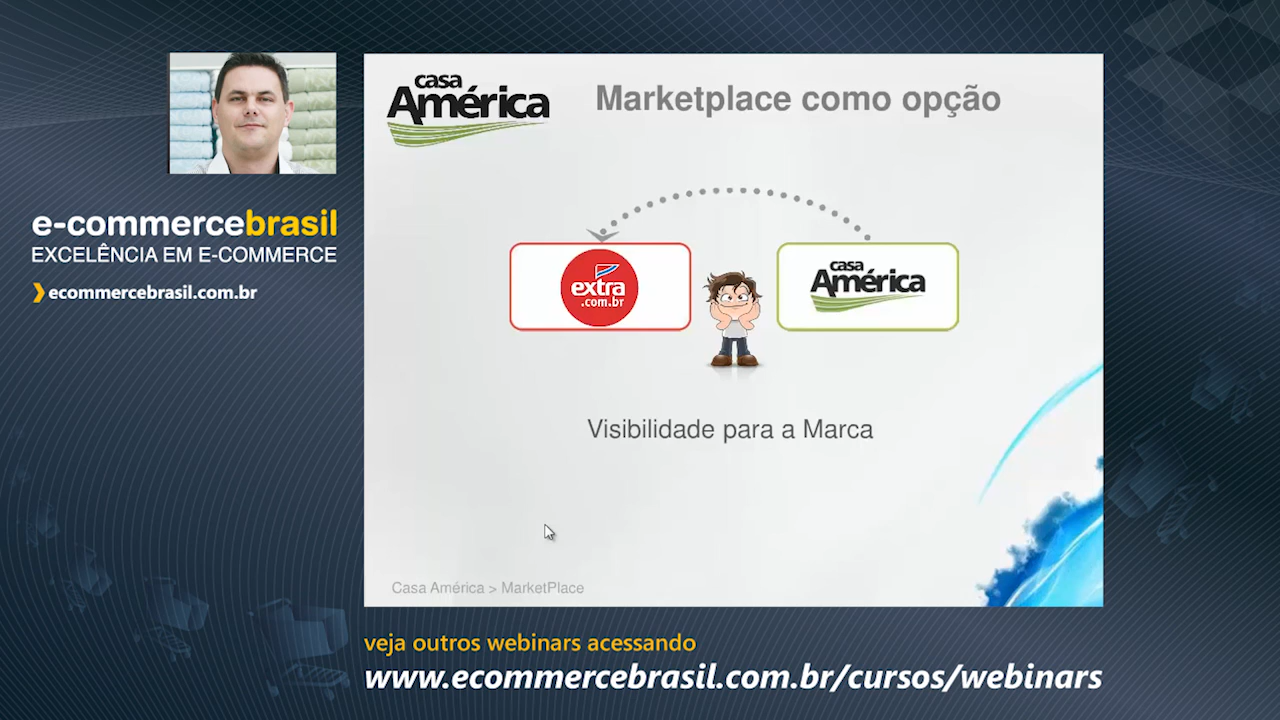 casa
América
Marketplace como opção
e-commercebrasil
EXCELÊNCIA EM E-COMMERCE
ecommercebrasil.com.br
extra
.com.br
casa
América
Visibilidade para a Marca
Casa América > MarketPlace
veja outros webinars acessando
www.ecommercebrasil.com.br/cursos/webinars